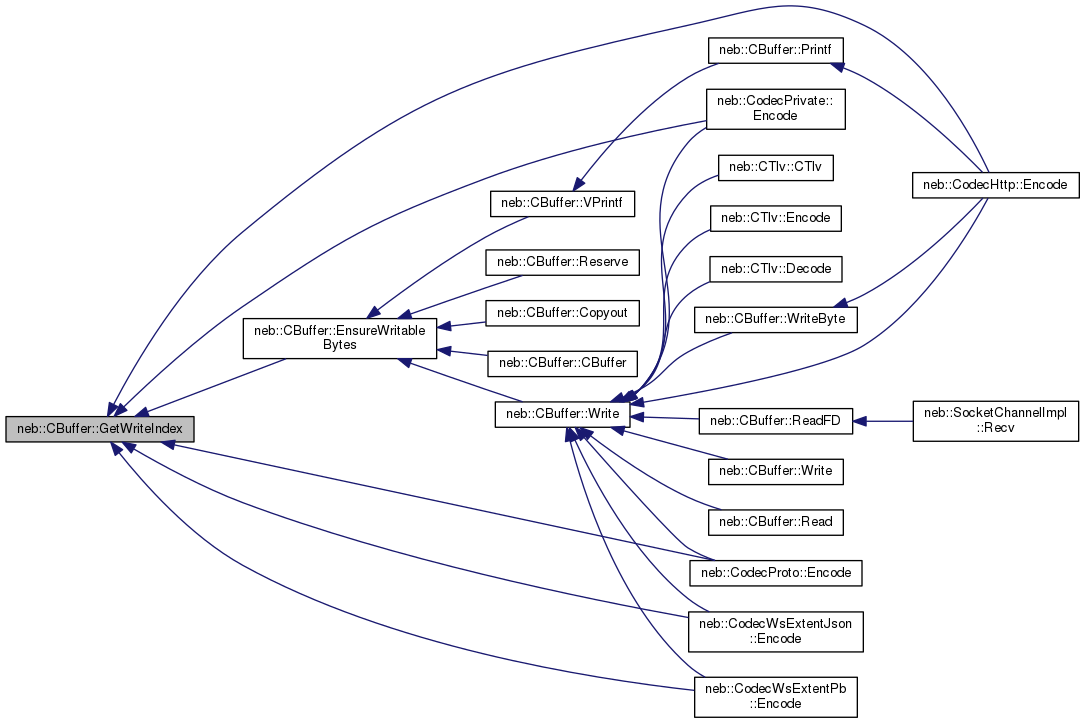 neb::CBuffer::GetWriteIndex
neb::CBuffer::EnsureWritable
Bytes
neb::CBuffer::VPrintf
neb::CBuffer::Reserve
neb::CBuffer::Copyout
neb::CBuffer::CBuffer
neb::CBuffer::Write
neb::CBuffer::Printf
neb::CodecPrivate::
Encode
neb::CTlv::CTlv
neb::CTlv::Encode
neb::CTlv::Decode
neb::CBuffer::WriteByte
neb::CBuffer::ReadFD
neb::CBuffer::Write
neb::CBuffer::Read
neb::CodecProto::Encode
neb::CodecWsExtentJson
::Encode
neb::CodecWsExtentPb
::Encode
neb::CodecHttp::Encode
neb::SocketChannelImpl
::Recv